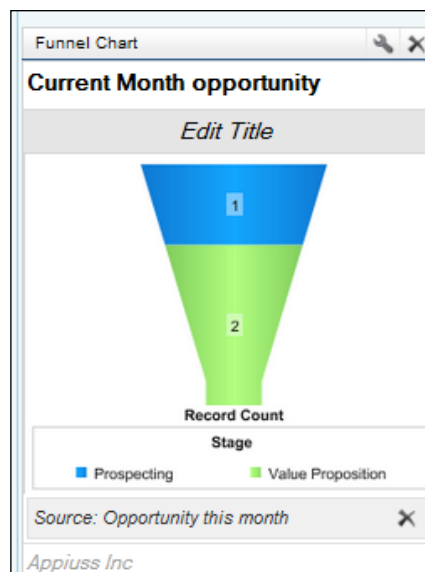 Funnel Chart
Current Month opportunity
Edit Title
1
2
Record Count
Stage
Prospecting Value Proposition
Source: Opportunity this month
Appiuss Inc